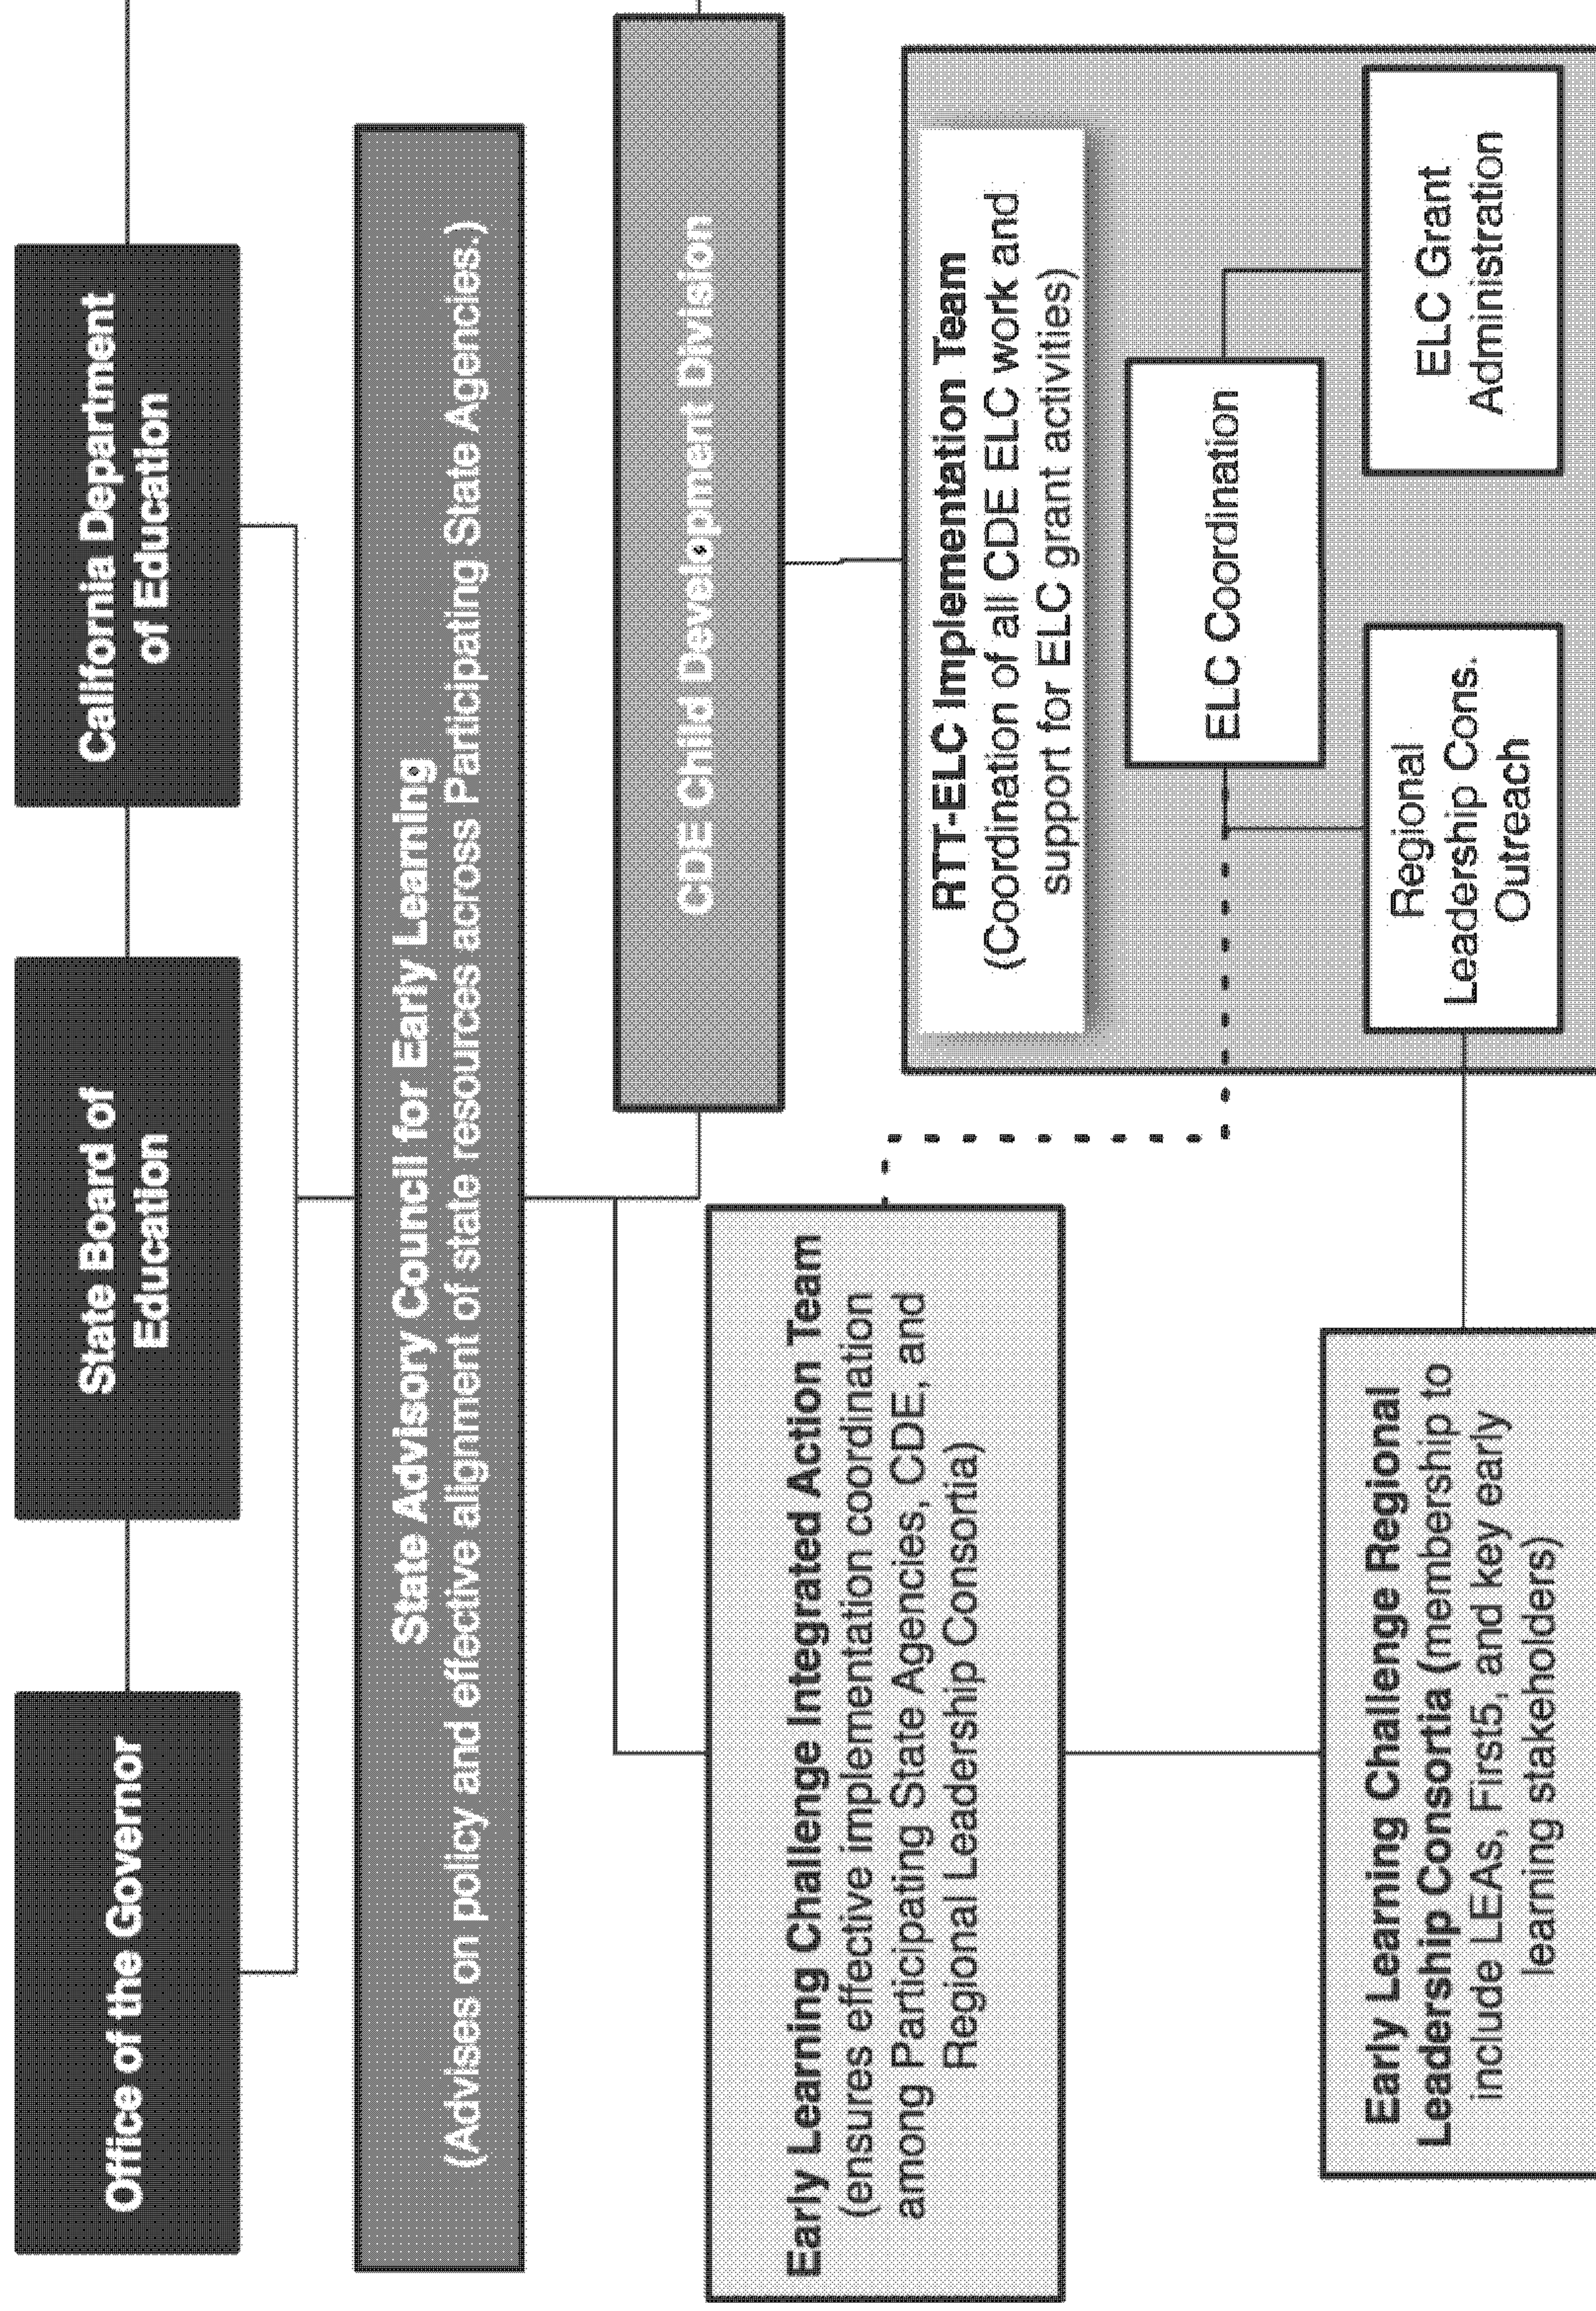 Office of the Governor
State Board of
Education
California Department
of Education
State Advisory Council for Early Learning
(Advises on policy and effective alignment of state resources across Participating State Agencies.)
CDE Child Development Division
Early Learning Challenge Integrated Action Team
(ensures effective implementation coordination
among Participating State Agencies, CDE, and
Regional Leadership Consortia)
RTT-ELC Implementation Team
(Coordination of all CDE ELC work and
support for ELC grant activities)
ELC Coordination
Early Learning Challenge Regional
Leadership Consortia (membership to
include LEAs, First5, and key early
learning stakeholders)
Regional
Leadership Cons.
Outreach
ELC Grant
Administration